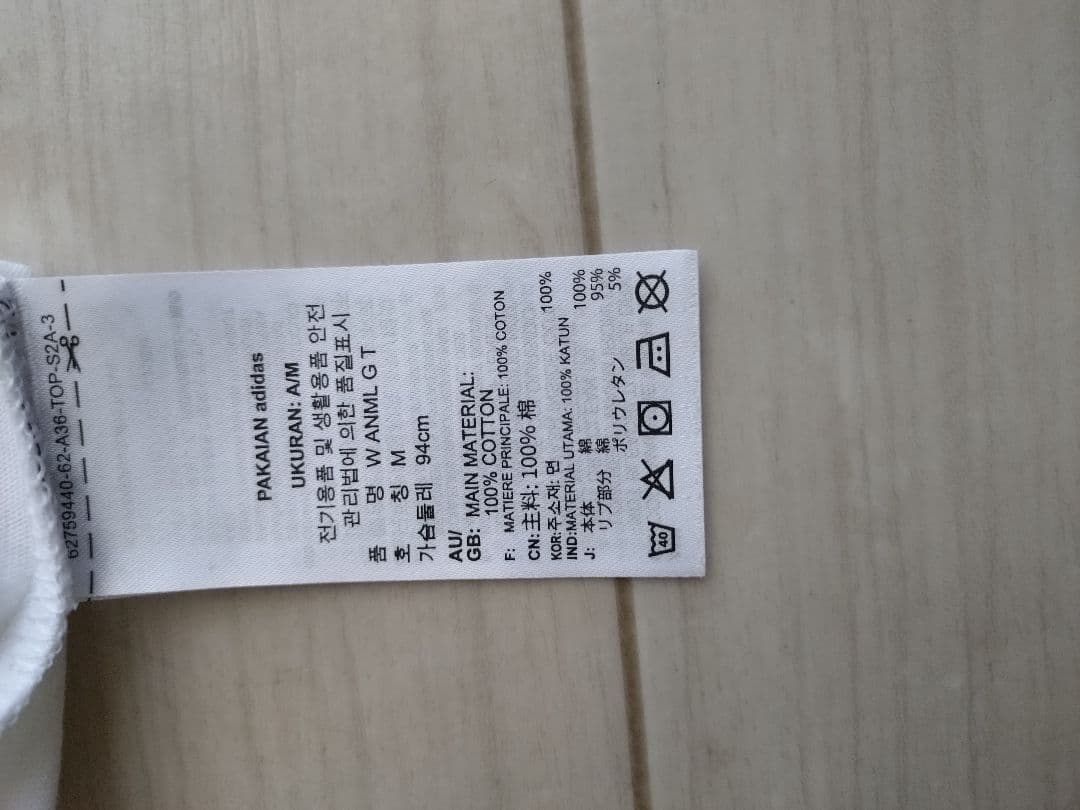 62759440-62-A36-TOP-S2A-3
PAKAIAN adidas
UKURAN: A/M
전기용품 및 생활용품 안전
관리법에 의한 품질표시
품 명 W ANML G T
호 칭 M
가슴둘레 94cm
AU/
GB: MAIN MATERIAL:
100% COTTON
F: MATIERE PRINCIPALE: 100% COTON
CN: 主料: 100% 棉
KOR: 주소재: 면 100%
IND: MATERIAL UTAMA: 100% KATUN
J: 本体 綿 100%
リブ部分 綿 95%
ポリウレタン 5%
40